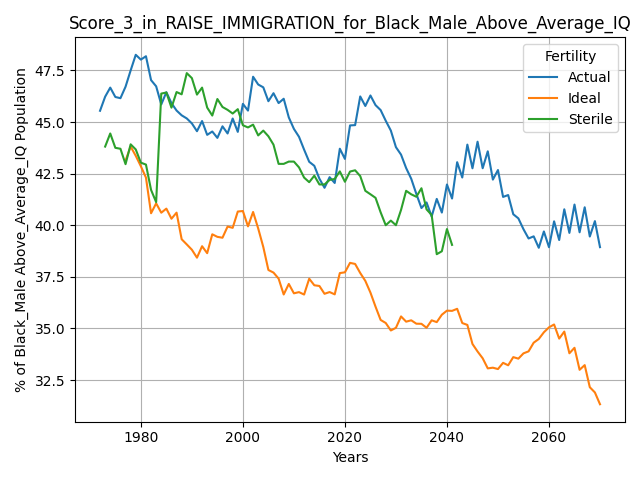 Score_3_in_RAISE_IMMIGRATION_for_Black_Male_Above_Average_IQ
% of Black_Male Above_Average_IQ Population
47.5
45.0
42.5
40.0
37.5
35.0
32.5
Fertility
Actual
Ideal
Sterile
1980
2000
2020
2040
2060
Years